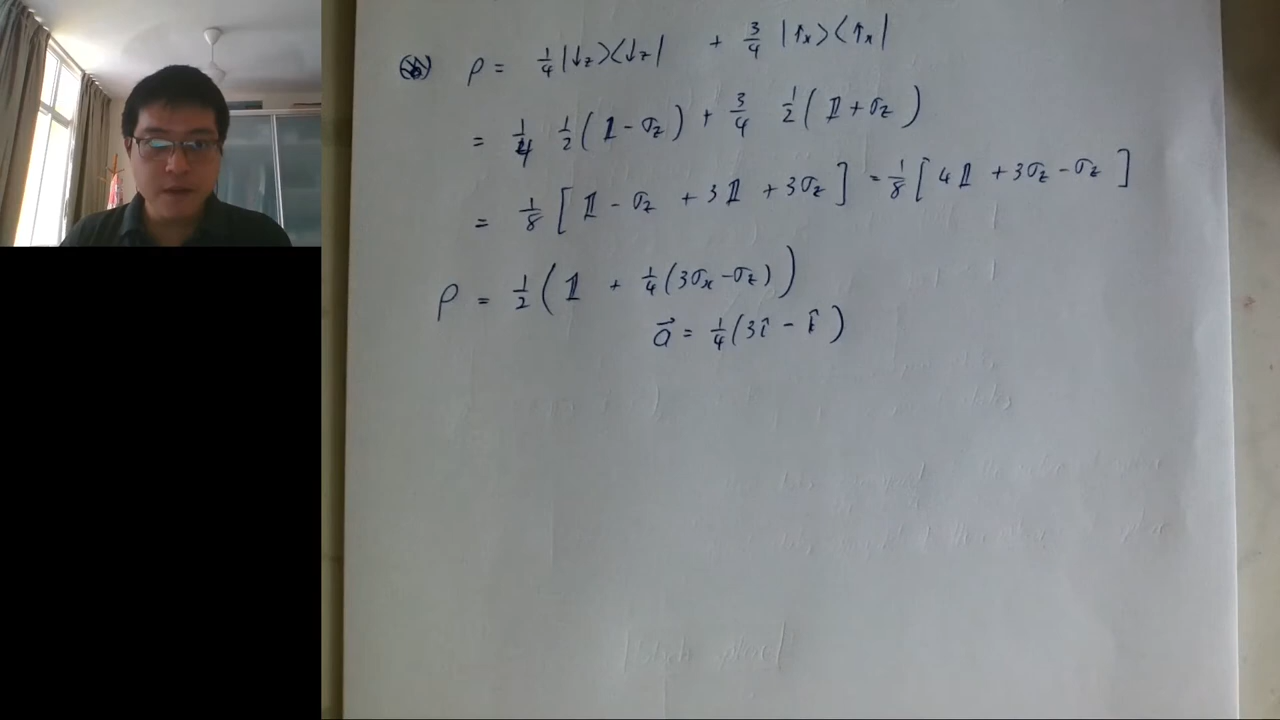 (b) ρ = 1/4 |↓z><↓z| + 3/4 |↑x><↑x|
= 1/4 1/2 (𝟙 - σz) + 3/4 1/2 (𝟙 + σz)
= 1/8 [𝟙 - σz + 3𝟙 + 3σz] = 1/8 [4𝟙 + 3σz - σz]
ρ = 1/2 (𝟙 + 1/4 (3σx - σz))
a⃗ = 1/4 (3î - k̂)